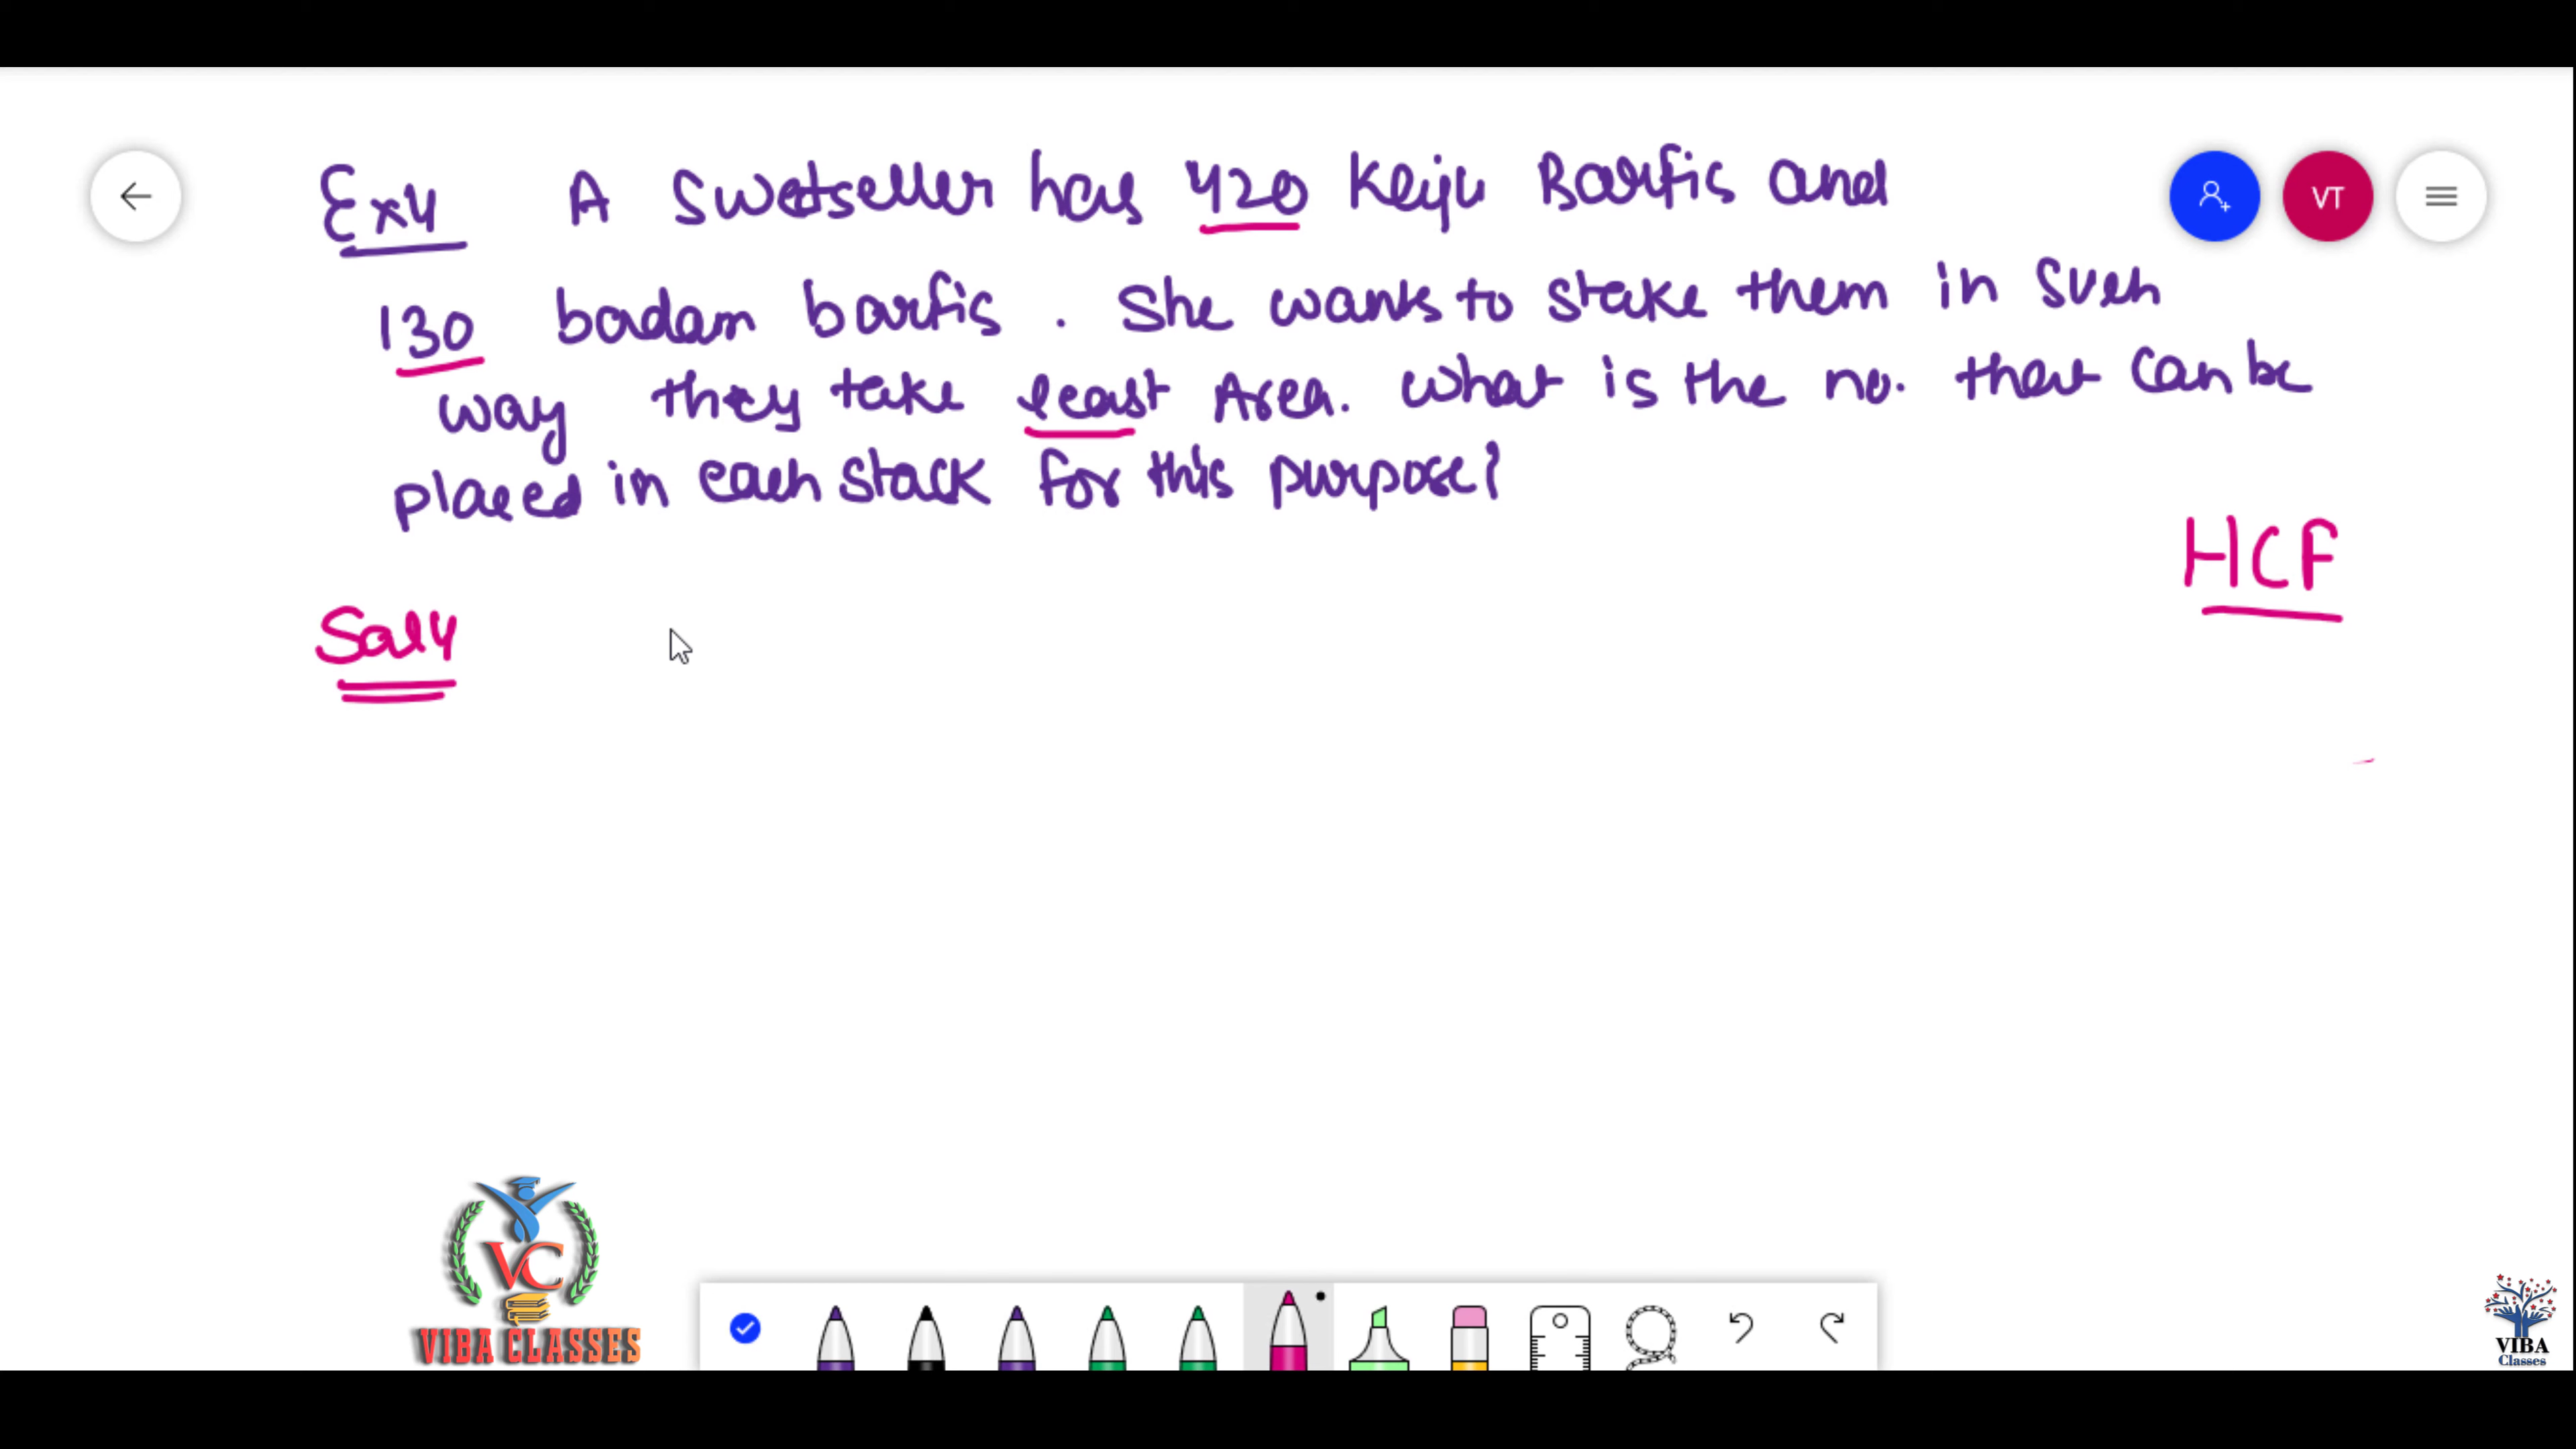 Ex4 A Swetseller has 420 Kaju Barfis and
130 badam barfis. She wants to stake them in such
way they take least Area. What is the no. that can be
placed in each stack for this purpose?
HCF
Sol4
VT
VC
VIBA CLASSES
VIBA
Classes